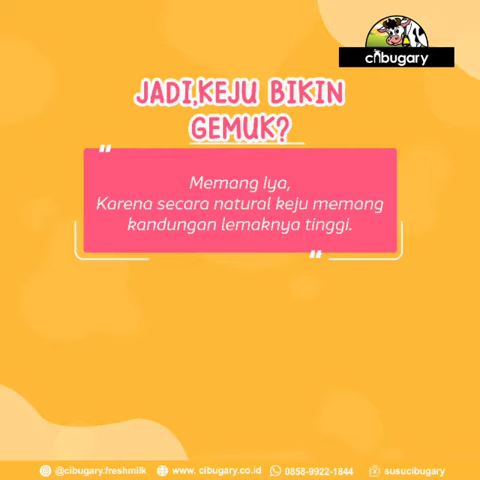 cibugary
JADI,KEJU BIKIN
GEMUK?
"
Memang Iya,
Karena secara natural keju memang
kandungan lemaknya tinggi.
"
@cibugary.freshmilk www. cibugary.co.id 0858-9922-1844 susucibugary